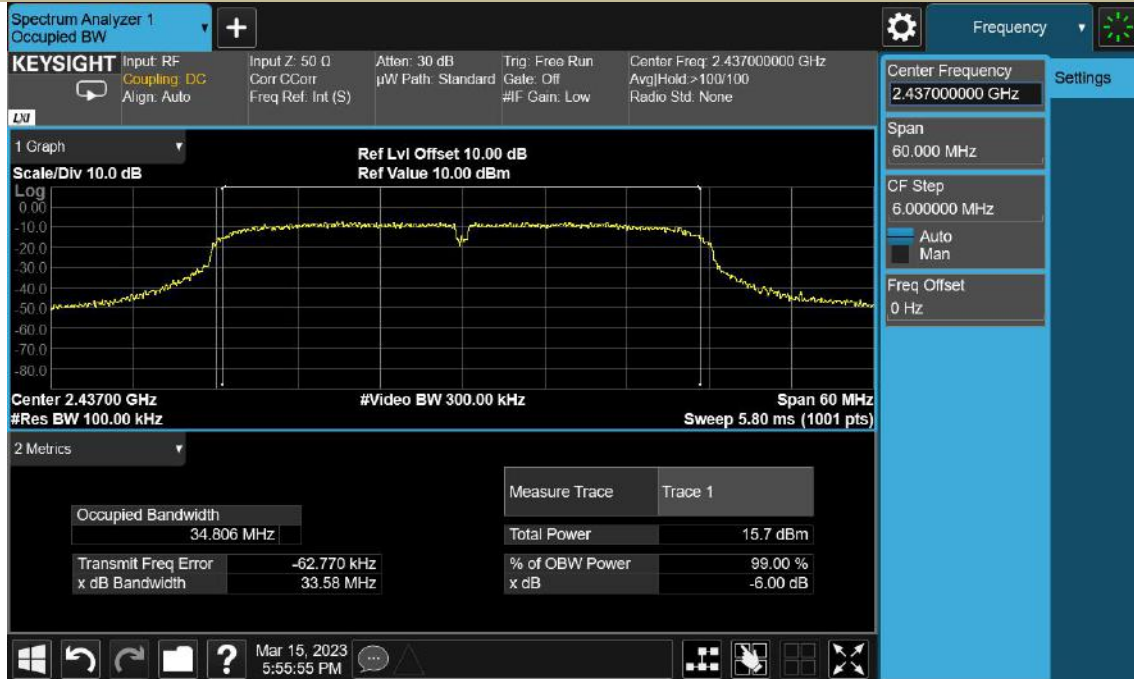 Spectrum Analyzer 1
Occupied BW
+
Frequency
KEYSIGHT
LXI
Input: RF
Coupling: DC
Align: Auto
Input Z: 50 Ω
Corr CCorr
Freq Ref: Int (S)
Atten: 30 dB
µW Path: Standard
Trig: Free Run
Gate: Off
#IF Gain: Low
Center Freq: 2.437000000 GHz
Avg|Hold:>100/100
Radio Std: None
Center Frequency
2.437000000 GHz
Settings
Span
60.000 MHz
CF Step
6.000000 MHz
Auto
Man
Freq Offset
0 Hz
1 Graph
Scale/Div 10.0 dB
Ref Lvl Offset 10.00 dB
Ref Value 10.00 dBm
Log
0.00
-10.0
-20.0
-30.0
-40.0
-50.0
-60.0
-70.0
-80.0
Center 2.43700 GHz
#Video BW 300.00 kHz
Span 60 MHz
#Res BW 100.00 kHz
Sweep 5.80 ms (1001 pts)
2 Metrics
Measure Trace
Trace 1
Occupied Bandwidth
34.806 MHz
Total Power
15.7 dBm
Transmit Freq Error
-62.770 kHz
% of OBW Power
99.00 %
x dB Bandwidth
33.58 MHz
x dB
-6.00 dB
?
Mar 15, 2023
5:55:55 PM